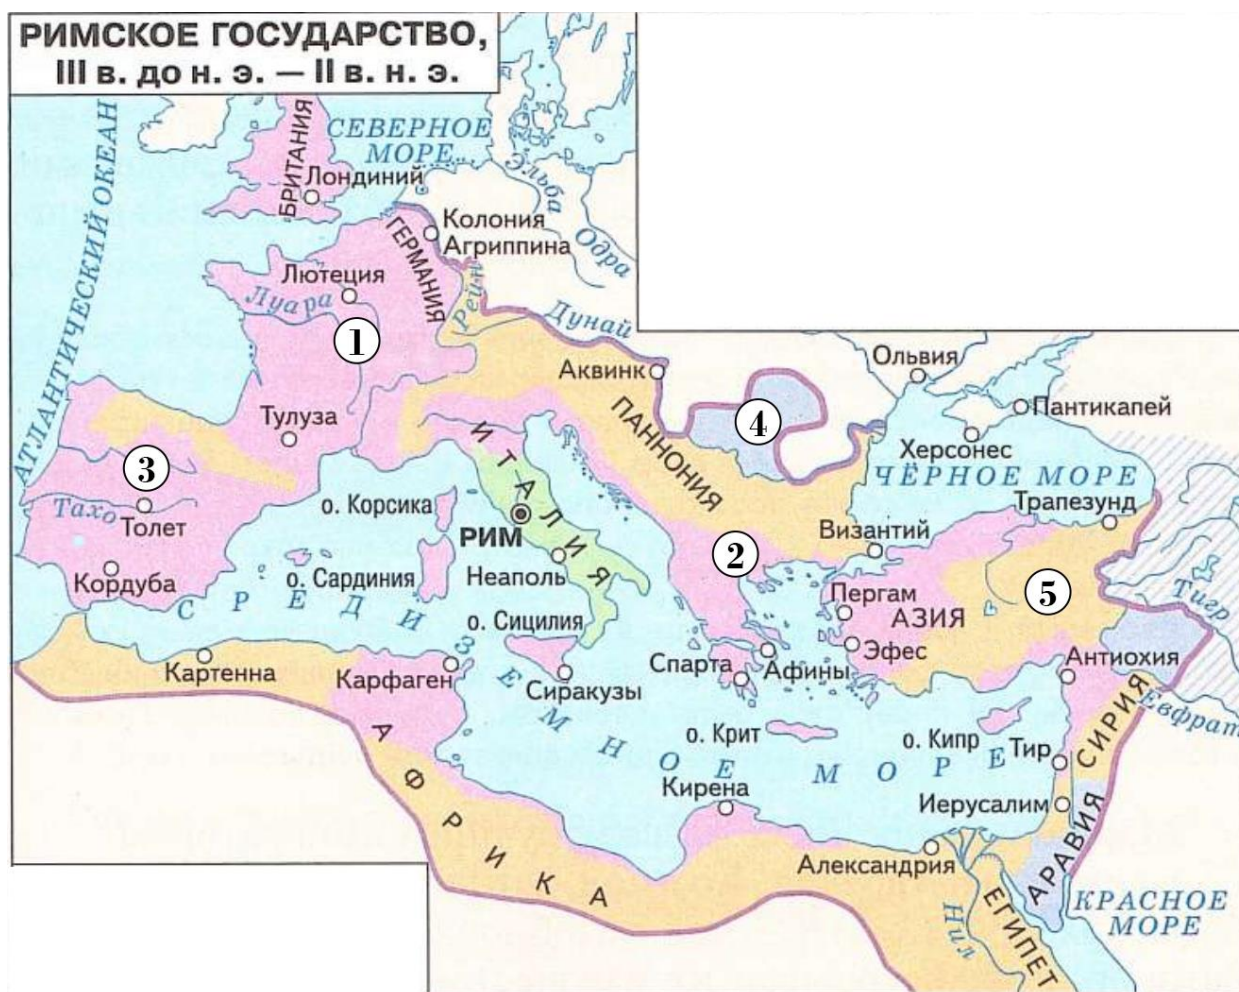 РИМСКОЕ ГОСУДАРСТВО,
III в. до н. э. — II в. н. э.
АТЛАНТИЧЕСКИЙ ОКЕАН
БРИТАНИЯ
СЕВЕРНОЕ
МОРЕ
Лондиний
Эльба
Одра
Колония
Агриппина
ГЕРМАНИЯ
Рейн
Лютеция
Луара
1
Дунай
Аквинк
Ольвия
Пантикапей
Херсонес
ЧЁРНОЕ МОРЕ
Трапезунд
4
ПАННОНИЯ
Тулуза
3
Тахо
Толет
Кордуба
ИТАЛИЯ
о. Корсика
РИМ
Неаполь
о. Сардиния
о. Сицилия
Сиракузы
2
Византий
Пергам
АЗИЯ
Эфес
5
Тигр
Спарта
Афины
Антиохия
Евфрат
СИРИЯ
СРЕДИЗЕМНОЕ МОРЕ
Картенна
Карфаген
АФРИКА
о. Крит
о. Кипр
Тир
Кирена
Иерусалим
Александрия
АРАВИЯ
ЕГИПЕТ
Нил
КРАСНОЕ
МОРЕ